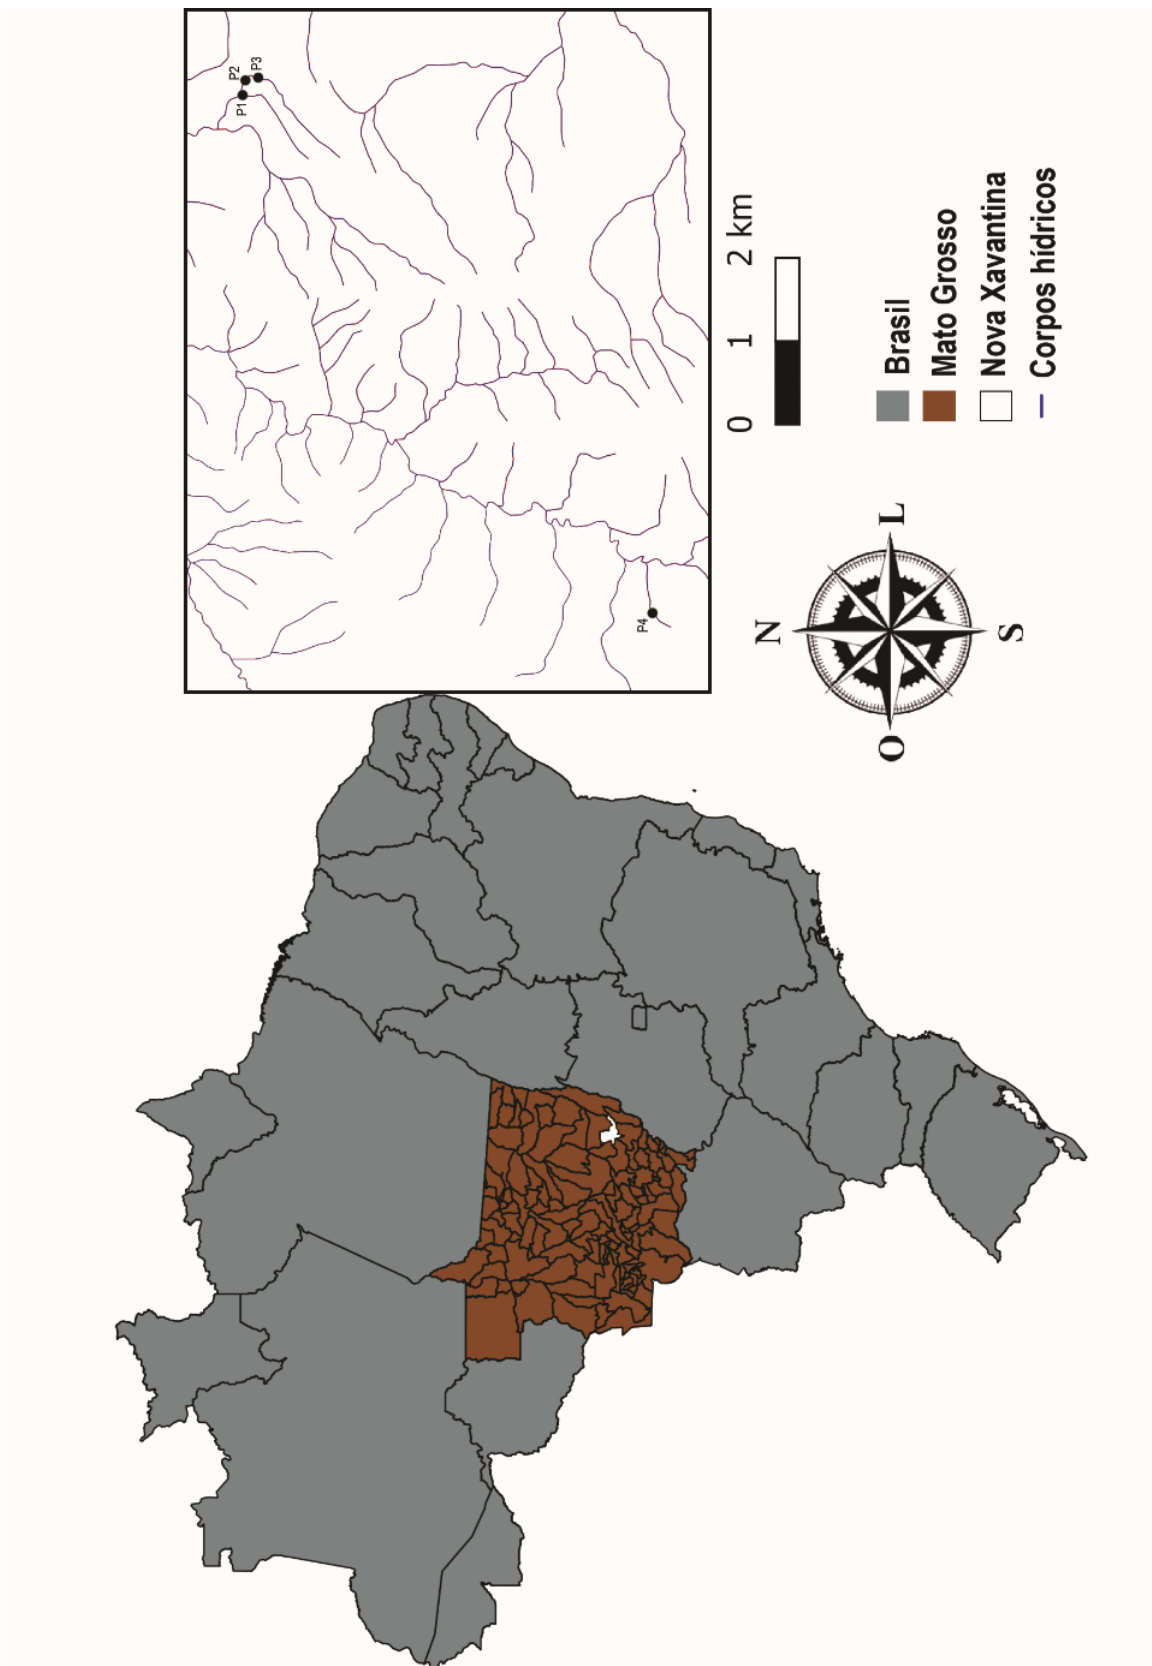 P1
P2
P3
P4
0 1 2 km
N
O
L
S
Brasil
Mato Grosso
Nova Xavantina
Corpos hídricos